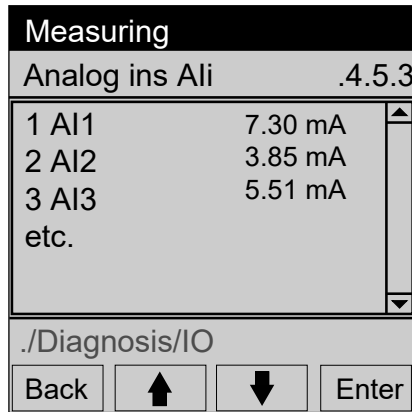 Measuring
Analog ins AIi .4.5.3
1 AI1 7.30 mA
2 AI2 3.85 mA
3 AI3 5.51 mA
etc.
./Diagnosis/IO
Back Enter